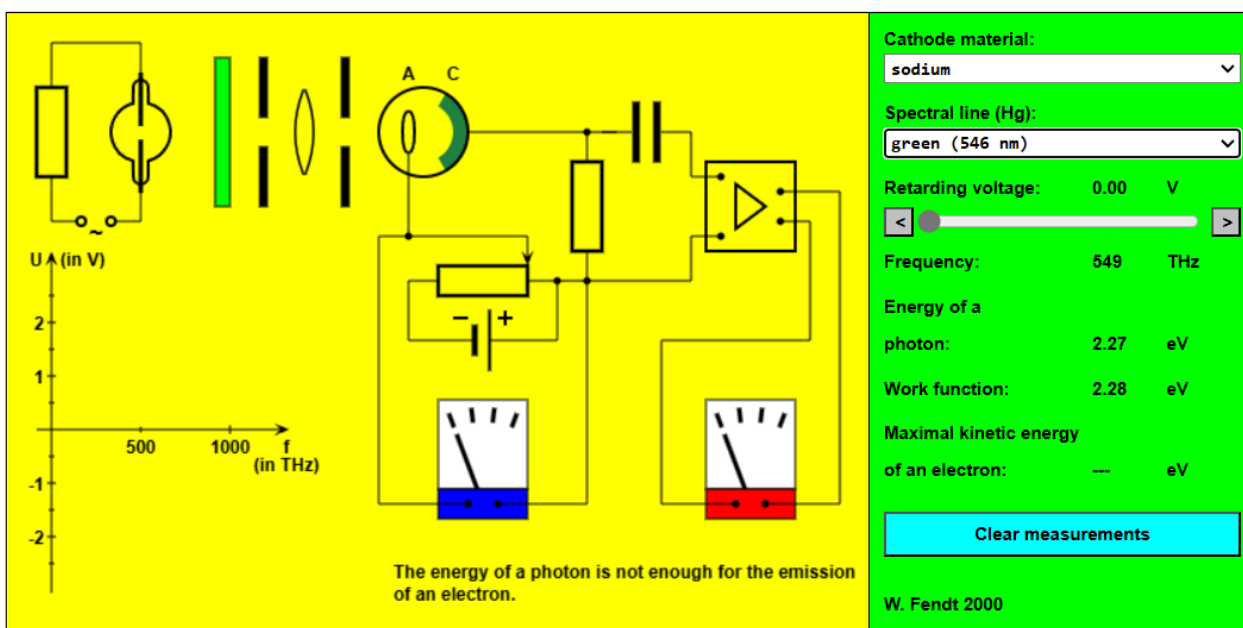 A C
~
U (in V)
2
1
500 1000 f
(in THz)
-1
-2
− +
The energy of a photon is not enough for the emission
of an electron.
Cathode material:
sodium
Spectral line (Hg):
green (546 nm)
Retarding voltage: 0.00 V
< >
Frequency: 549 THz
Energy of a
photon: 2.27 eV
Work function: 2.28 eV
Maximal kinetic energy
of an electron: --- eV
Clear measurements
W. Fendt 2000